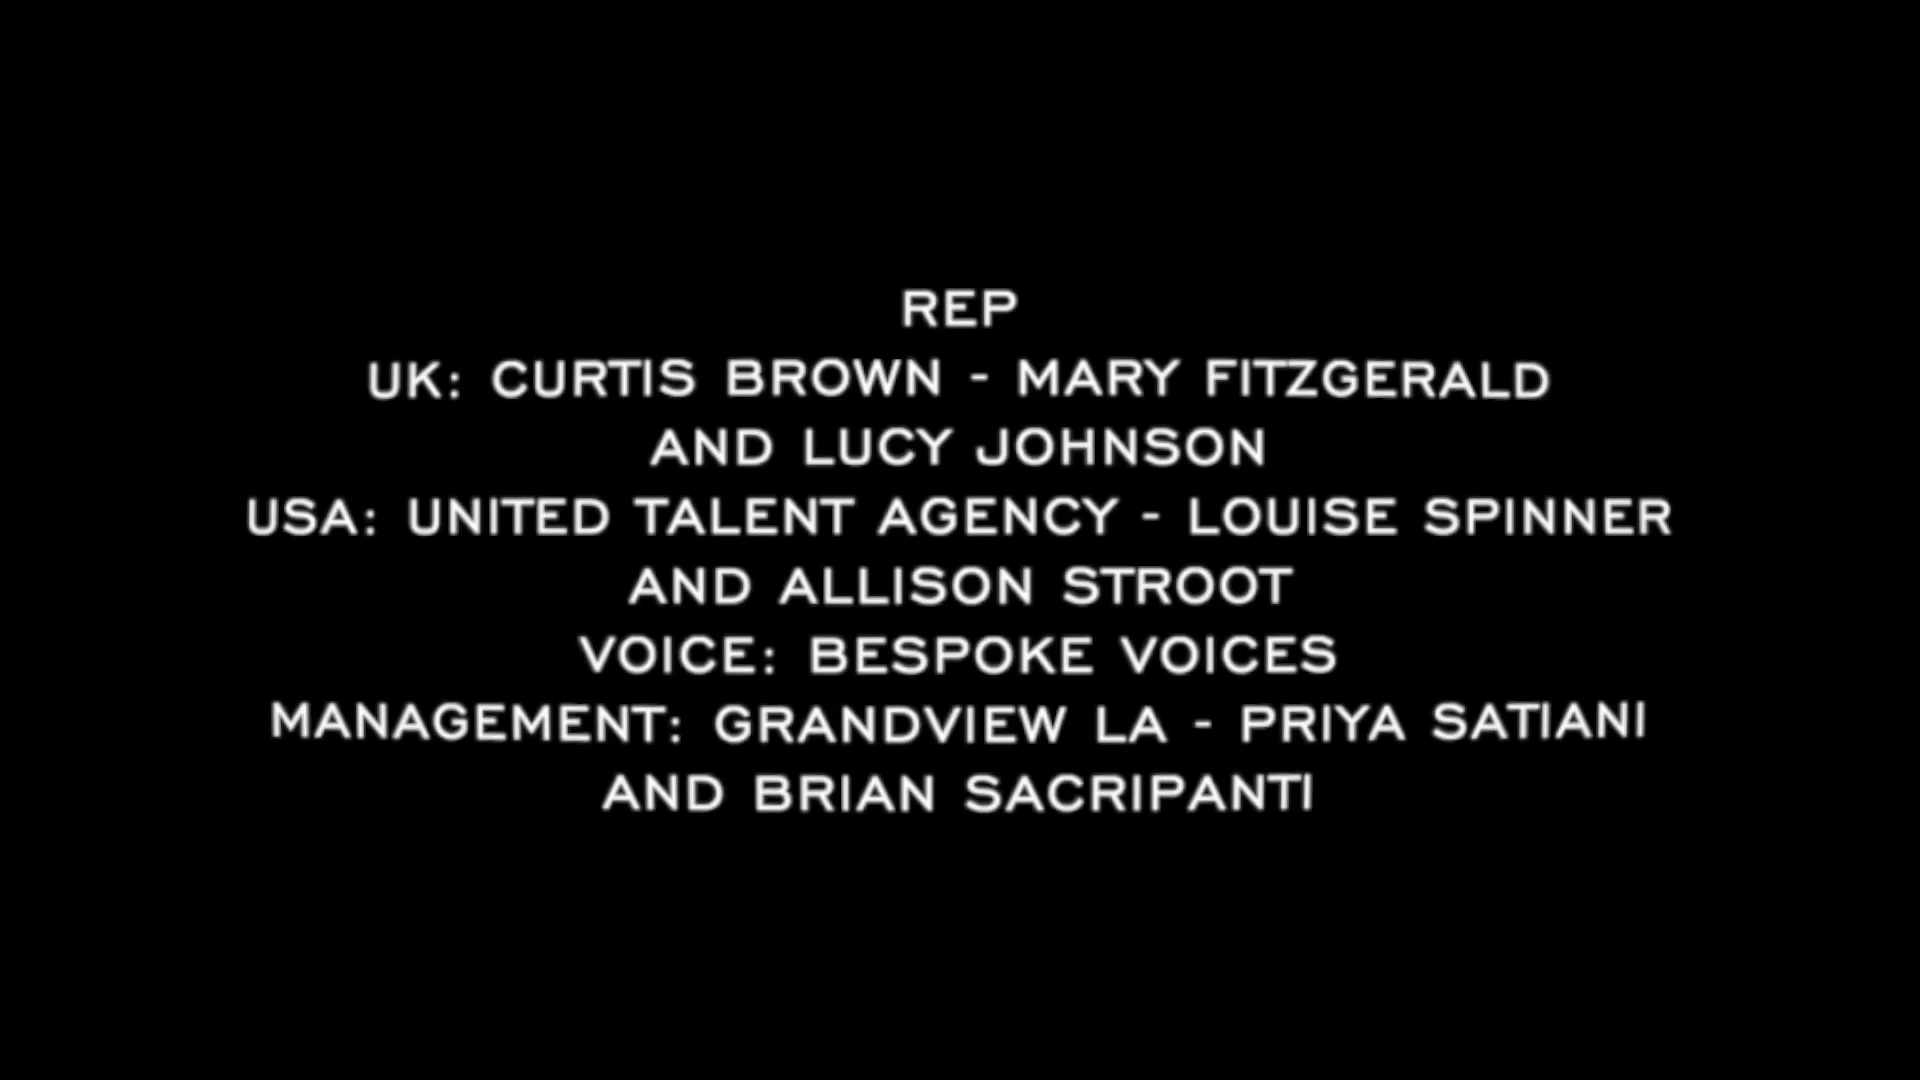 REP
UK: CURTIS BROWN - MARY FITZGERALD
AND LUCY JOHNSON
USA: UNITED TALENT AGENCY - LOUISE SPINNER
AND ALLISON STROOT
VOICE: BESPOKE VOICES
MANAGEMENT: GRANDVIEW LA - PRIYA SATIANI
AND BRIAN SACRIPANTI